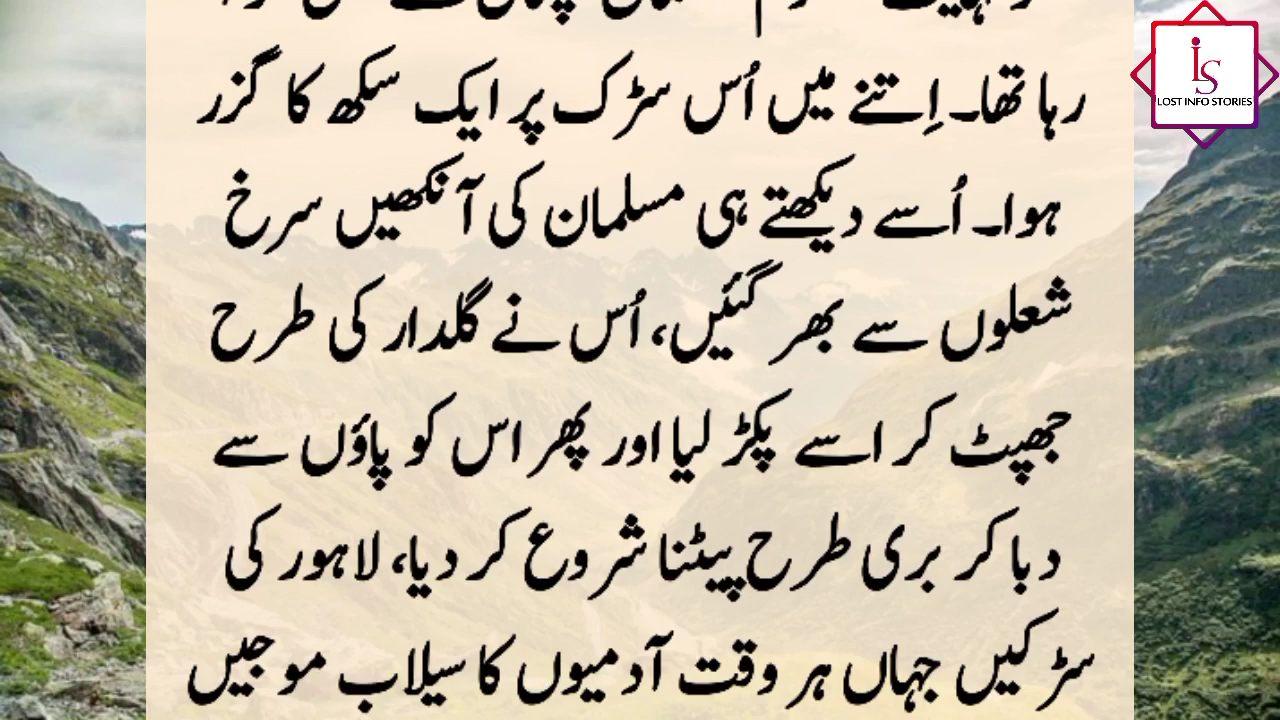 رہا تھا۔ اِتنے میں اُس سڑک پر ایک سکھ کا گزر
ہوا۔ اُسے دیکھتے ہی مسلمان کی آنکھیں سرخ
شعلوں سے بھر گئیں، اُس نے گلدار کی طرح
جھپٹ کر اسے پکڑ لیا اور پھر اس کو پاؤں سے
دبا کر بری طرح پیٹنا شروع کر دیا، لاہور کی
سڑکیں جہاں ہر وقت آدمیوں کا سیلاب موجیں
LS
LOST INFO STORIES